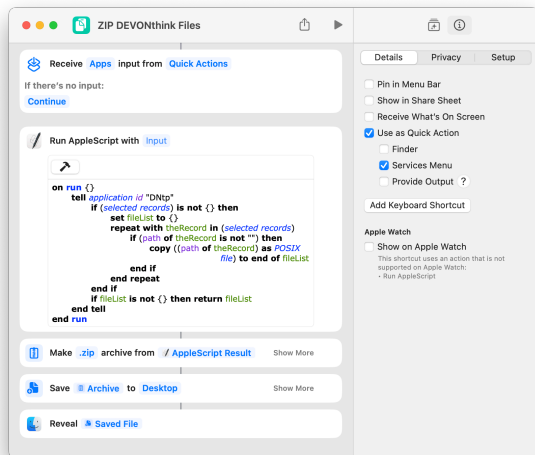 ZIP DEVONthink Files
Receive Apps input from Quick Actions
If there's no input:
Continue
Run AppleScript with Input
on run {}
tell application id "DNtp"
if (selected records) is not {} then
set fileList to {}
repeat with theRecord in (selected records)
if (path of theRecord is not "") then
copy ((path of theRecord) as POSIX
file) to end of fileList
end if
end repeat
end if
if fileList is not {} then return fileList
end tell
end run
Make .zip archive from AppleScript Result Show More
Save Archive to Desktop Show More
Reveal Saved File
Details Privacy Setup
Pin in Menu Bar
Show in Share Sheet
Receive What's On Screen
Use as Quick Action
Finder
Services Menu
Provide Output ?
Add Keyboard Shortcut
Apple Watch
Show on Apple Watch
This shortcut uses an action that is not
supported on Apple Watch:
- Run AppleScript